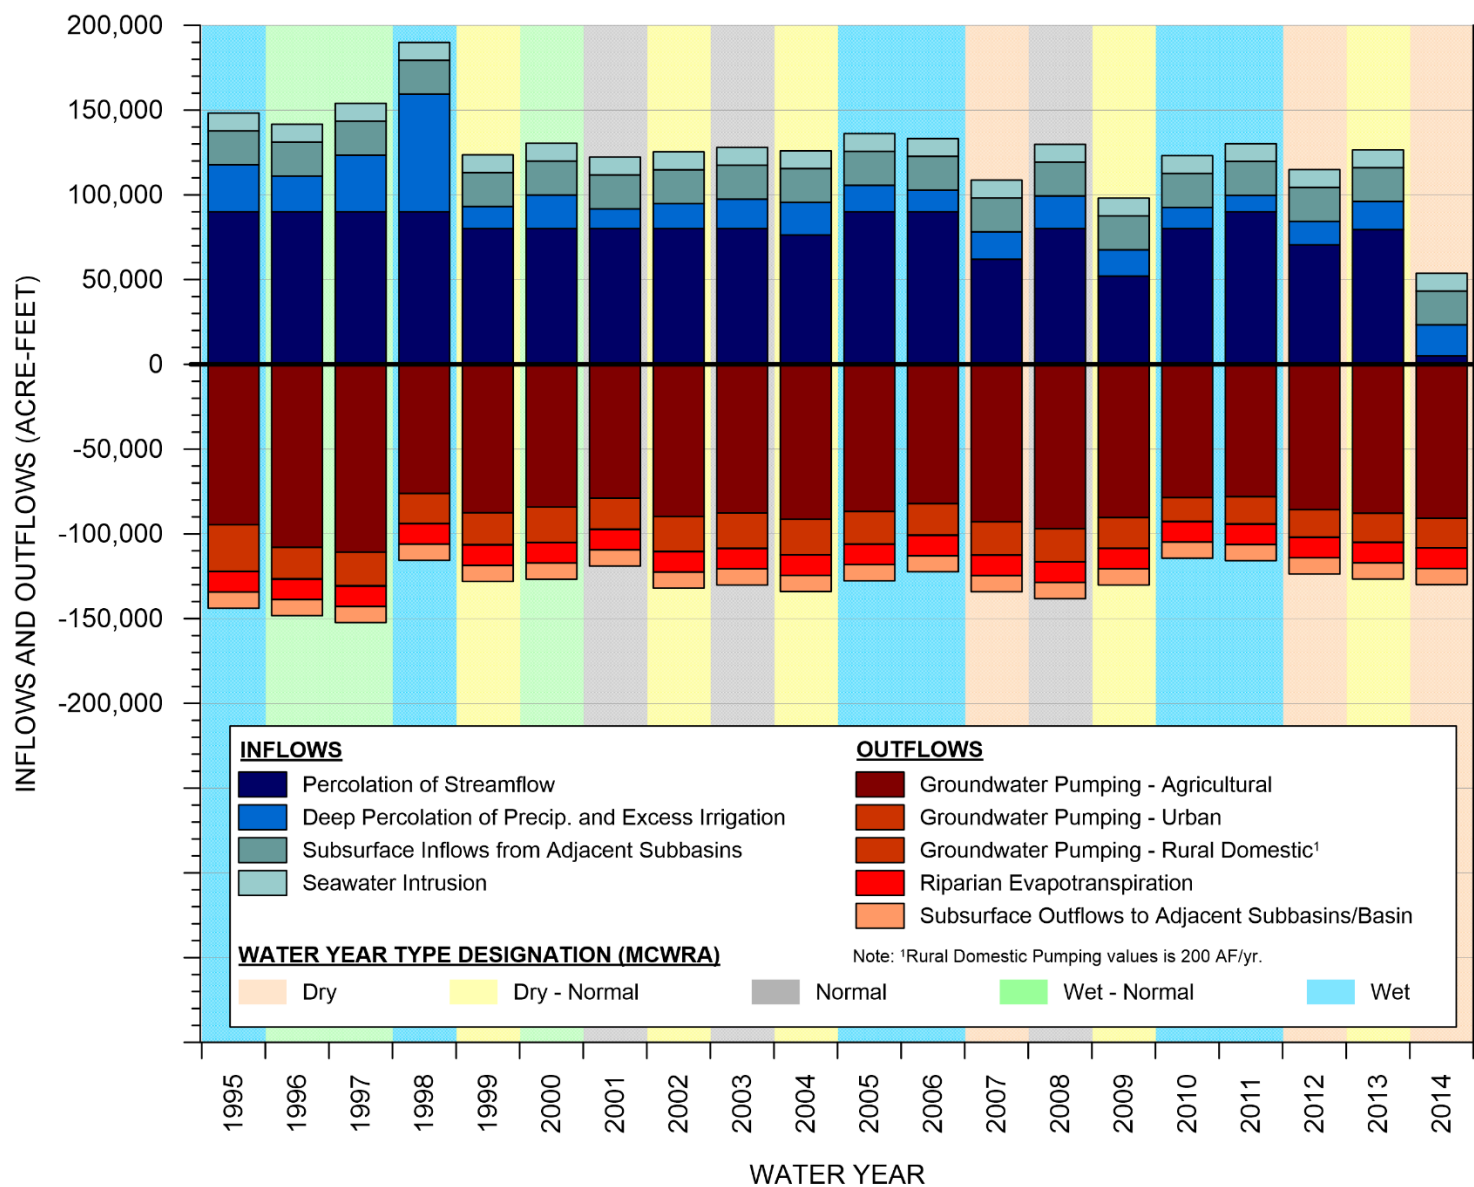 200,000
150,000
100,000
50,000
0
-50,000
-100,000
-150,000
-200,000
INFLOWS AND OUTFLOWS (ACRE-FEET)
INFLOWS
Percolation of Streamflow
Deep Percolation of Precip. and Excess Irrigation
Subsurface Inflows from Adjacent Subbasins
Seawater Intrusion
OUTFLOWS
Groundwater Pumping - Agricultural
Groundwater Pumping - Urban
Groundwater Pumping - Rural Domestic¹
Riparian Evapotranspiration
Subsurface Outflows to Adjacent Subbasins/Basin
Note: ¹Rural Domestic Pumping values is 200 AF/yr.
WATER YEAR TYPE DESIGNATION (MCWRA)
Dry Dry - Normal Normal Wet - Normal Wet
1995 1996 1997 1998 1999 2000 2001 2002 2003 2004 2005 2006 2007 2008 2009 2010 2011 2012 2013 2014
WATER YEAR